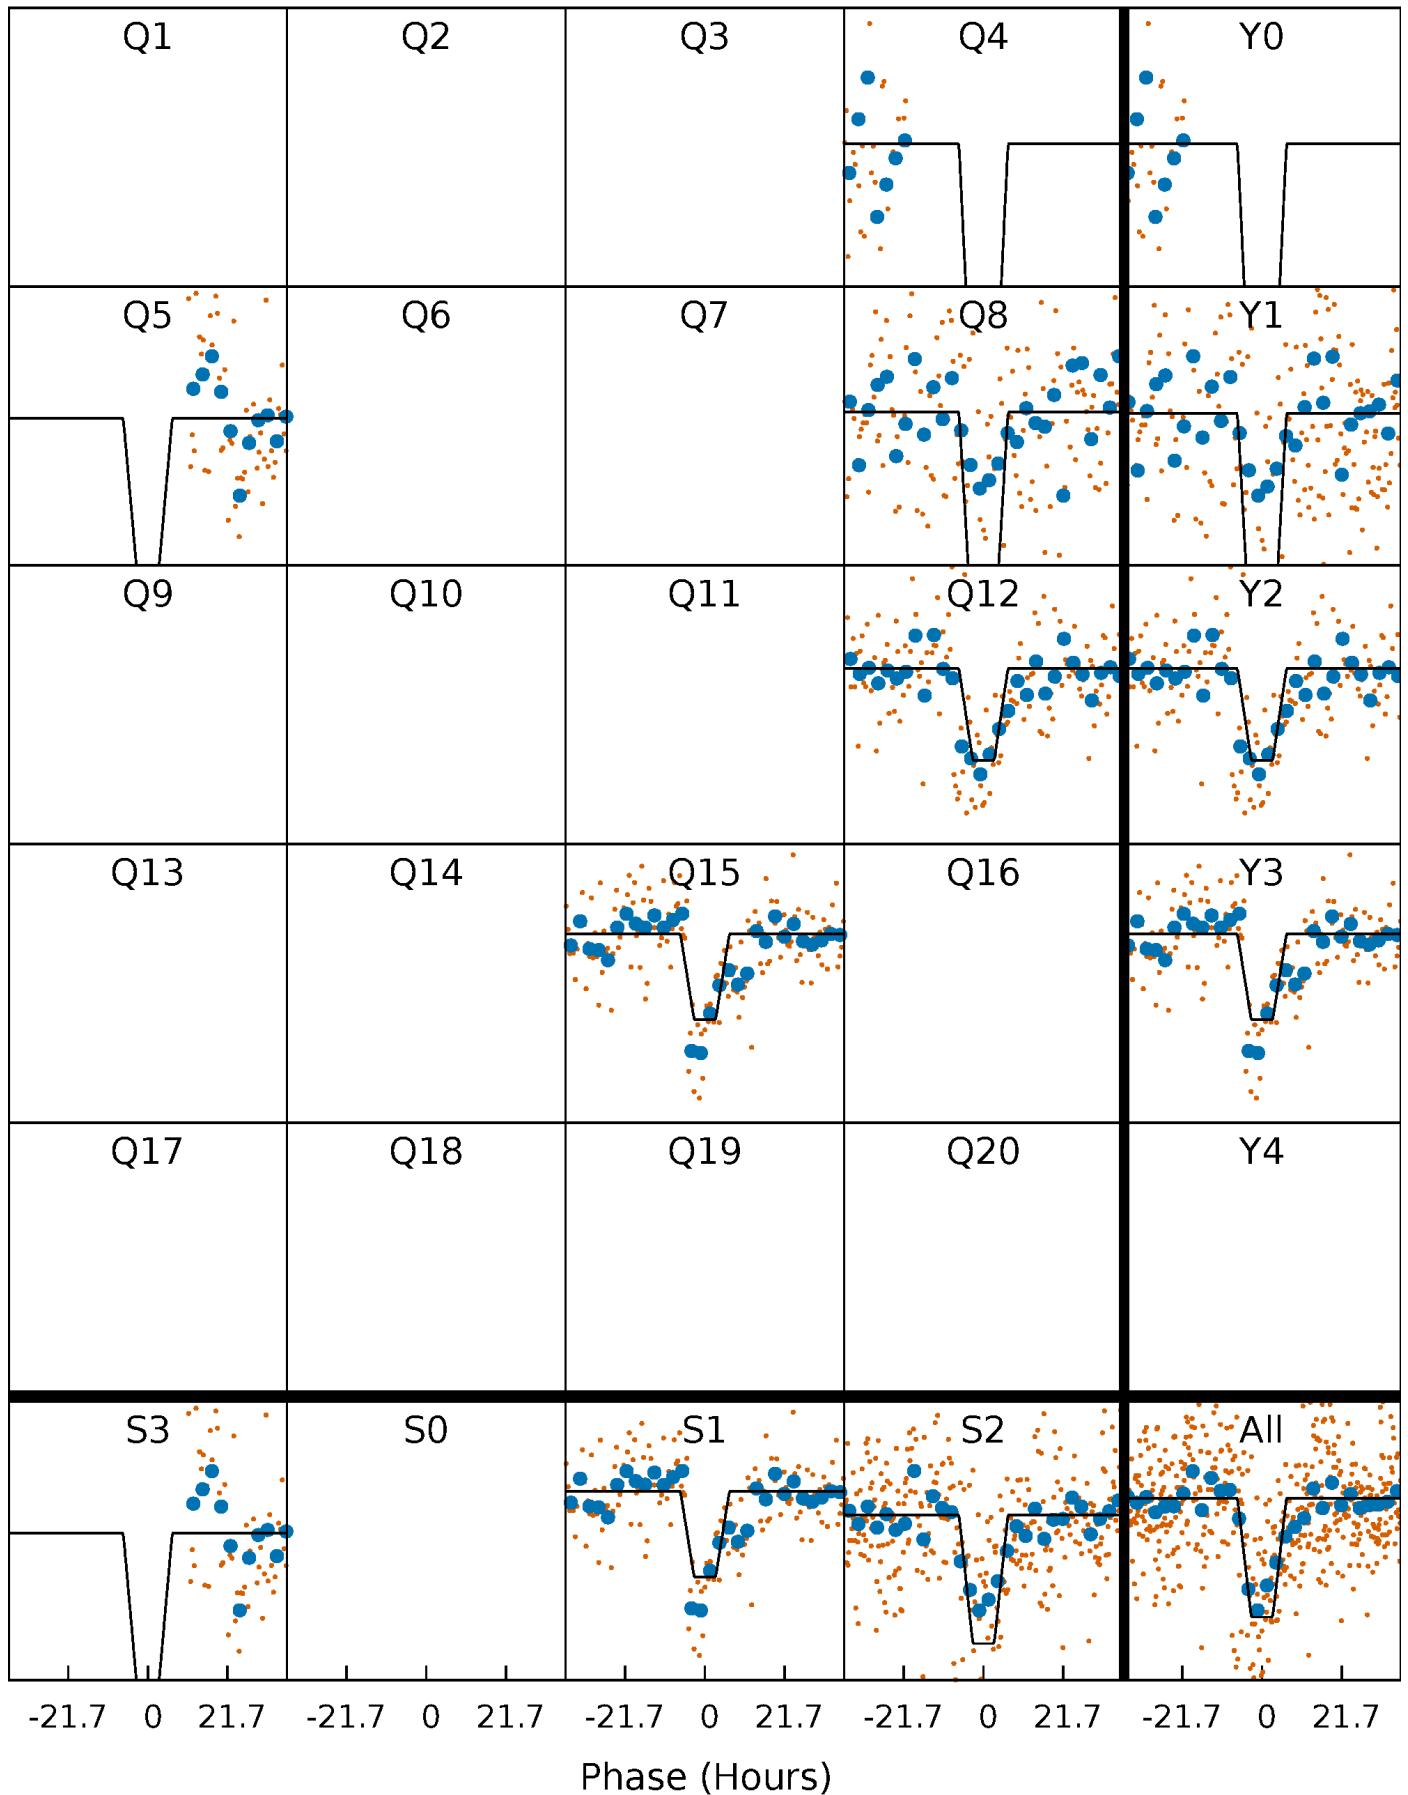 Q1 Q2 Q3 Q4 Y0
Q5 Q6 Q7 Q8 Y1
Q9 Q10 Q11 Q12 Y2
Q13 Q14 Q15 Q16 Y3
Q17 Q18 Q19 Q20 Y4
S3 S0 S1 S2 All
-21.7 0 21.7 -21.7 0 21.7 -21.7 0 21.7 -21.7 0 21.7 -21.7 0 21.7
Phase (Hours)